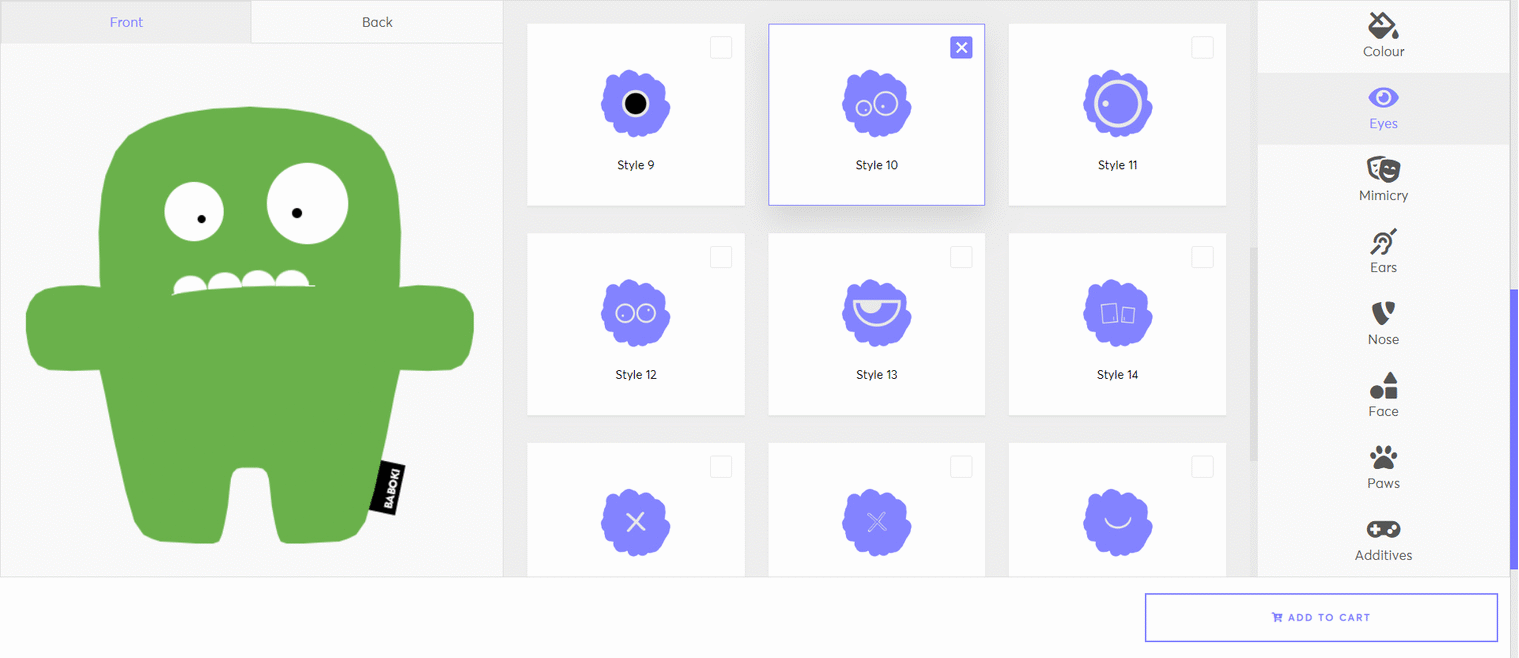 Front
Back
Style 9
Style 10
Style 11
Style 12
Style 13
Style 14
BABOKI
Colour
Eyes
Mimicry
Ears
Nose
Face
Paws
Additives
ADD TO CART